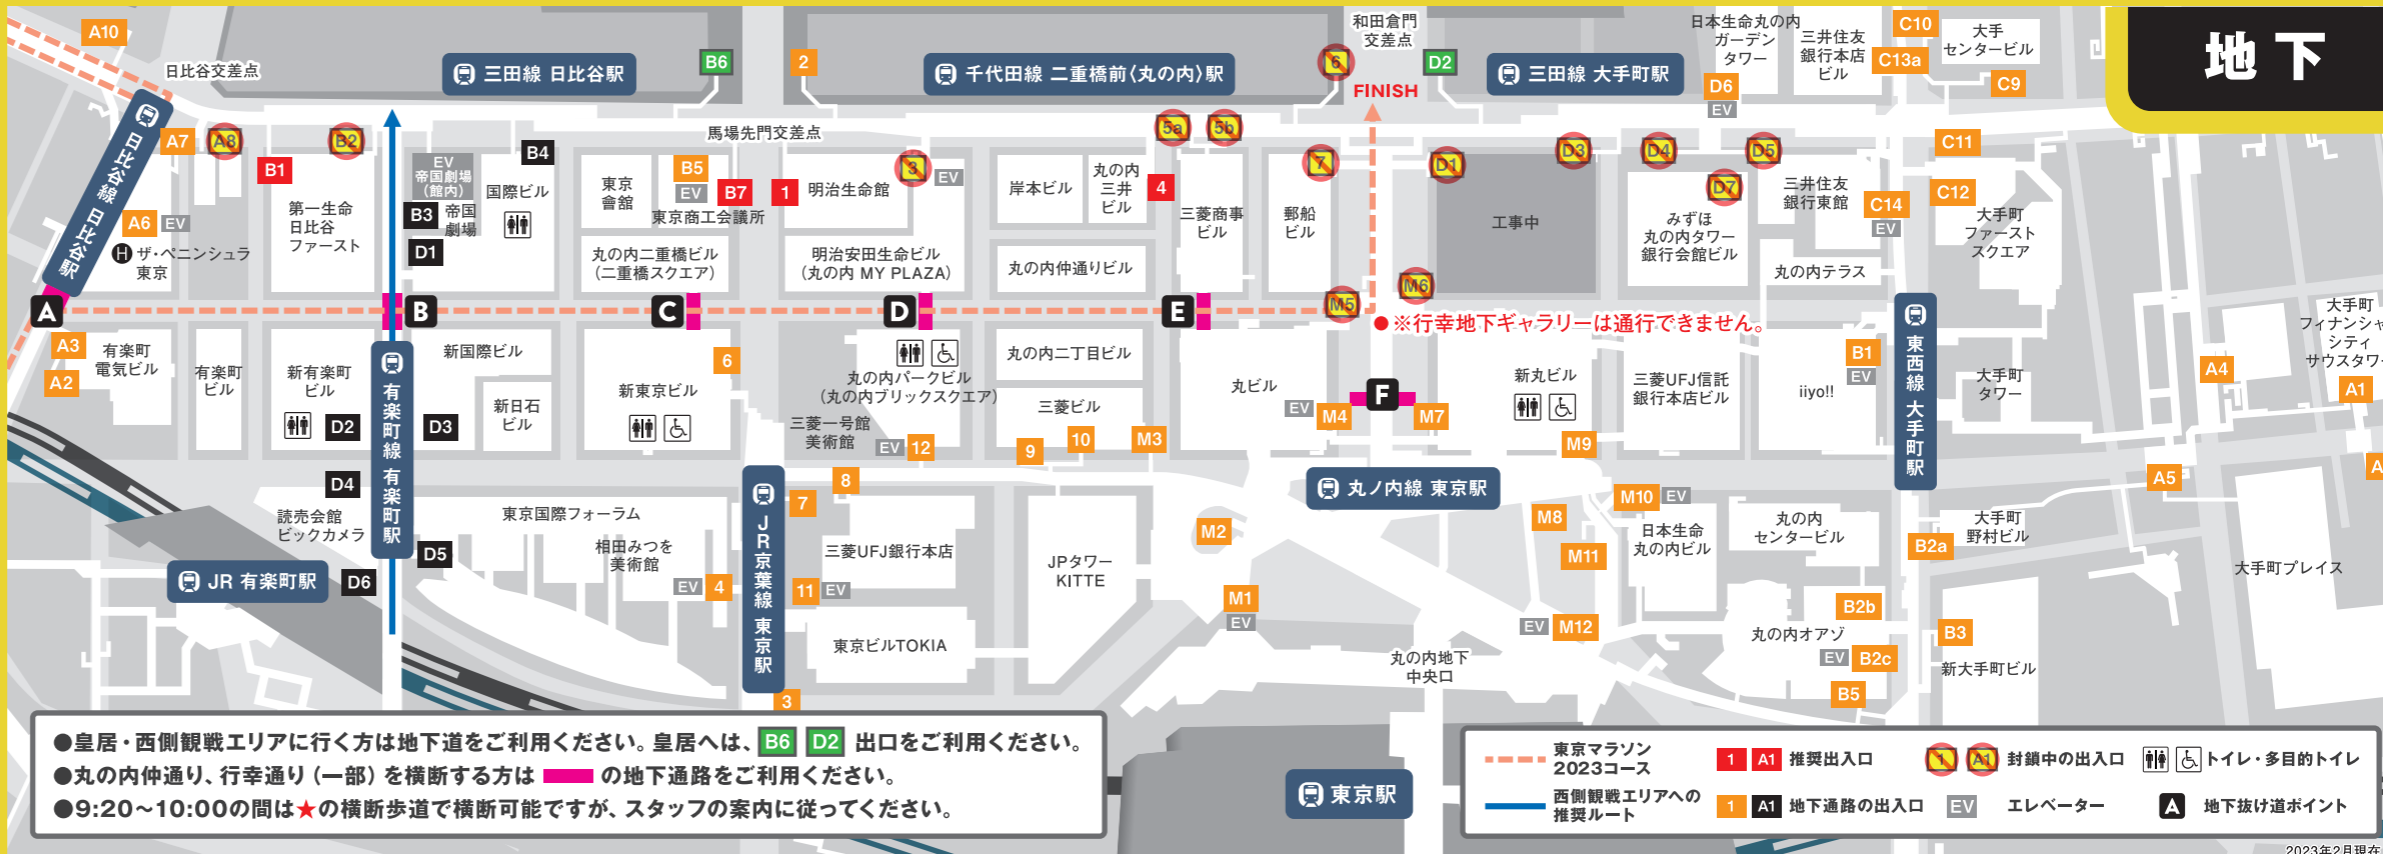 地下
A10
日比谷交差点
三田線 日比谷駅
B6
2
千代田線 二重橋前〈丸の内〉駅
6
和田倉門
交差点
D2
FINISH
三田線 大手町駅
日本生命丸の内
ガーデン
タワー
D6
EV
三井住友
銀行本店
ビル
C10
C13a
大手
センタービル
C9
日比谷線 日比谷駅
A7
A8
B1
B2
EV
帝国劇場
(館内)
B4
国際ビル
B3
帝国
劇場
D1
A6
EV
H ザ・ペニンシュラ
東京
第一生命
日比谷
ファースト
馬場先門交差点
東京
會館
B5
EV
B7
東京商工会議所
丸の内二重橋ビル
(二重橋スクエア)
1
明治生命館
3
EV
明治安田生命ビル
(丸の内 MY PLAZA)
岸本ビル
丸の内
三井
ビル
5a
5b
4
丸の内仲通りビル
三菱商事
ビル
郵船
ビル
7
D1
工事中
D3
D4
D5
D7
みずほ
丸の内タワー
銀行会館ビル
三井住友
銀行東館
丸の内テラス
C14
EV
C11
C12
大手町
ファースト
スクエア
M5
M6
A
B
C
D
E
●※行幸地下ギャラリーは通行できません。
A3
A2
有楽町
電気ビル
有楽町
ビル
新有楽町
ビル
D2
有楽町線 有楽町駅
新国際ビル
D3
新日石
ビル
新東京ビル
6
丸の内パークビル
(丸の内ブリックスクエア)
三菱一号館
美術館
EV
12
丸の内二丁目ビル
三菱ビル
9
10
M3
丸ビル
EV
M4
F
M7
新丸ビル
M9
三菱UFJ信託
銀行本店ビル
iiyo!!
B1
EV
東西線 大手町駅
大手町
タワー
大手町
シティ
A4
A1
A5
D4
読売会館
ビックカメラ
D5
JR 有楽町駅
D6
東京国際フォーラム
相田みつを
美術館
EV
4
JR京葉線 東京駅
7
8
三菱UFJ銀行本店
11
EV
東京ビルTOKIA
3
JPタワー
KITTE
M2
M1
EV
丸ノ内線 東京駅
M8
M10
EV
M11
日本生命
丸の内ビル
EV
M12
丸の内
センタービル
丸の内オアゾ
B2b
EV
B2c
B5
B2a
大手町
野村ビル
B3
新大手町ビル
大手町プレイス
丸の内地下
中央口
東京駅
●皇居・西側観戦エリアに行く方は地下道をご利用ください。皇居へは、B6 D2 出口をご利用ください。
●丸の内仲通り、行幸通り(一部)を横断する方は の地下通路をご利用ください。
●9:20〜10:00の間は★の横断歩道で横断可能ですが、スタッフの案内に従ってください。
東京マラソン
2023コース
西側観戦エリアへの
推奨ルート
1 A1 推奨出入口
1 A1 地下通路の出入口
1 A1 封鎖中の出入口
EV エレベーター
トイレ・多目的トイレ
A 地下抜け道ポイント
2023年2月現在